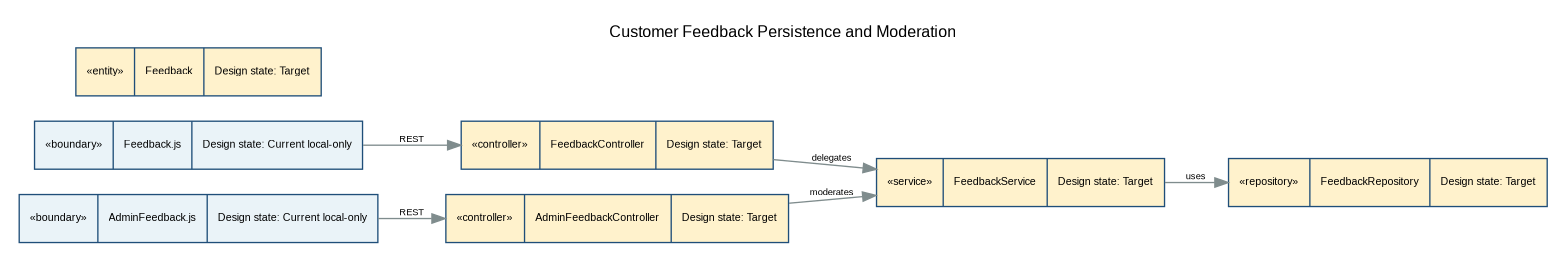 Customer Feedback Persistence and Moderation
«entity» Feedback Design state: Target
«boundary» Feedback.js Design state: Current local-only
REST
«controller» FeedbackController Design state: Target
delegates
«boundary» AdminFeedback.js Design state: Current local-only
REST
«controller» AdminFeedbackController Design state: Target
moderates
«service» FeedbackService Design state: Target
uses
«repository» FeedbackRepository Design state: Target